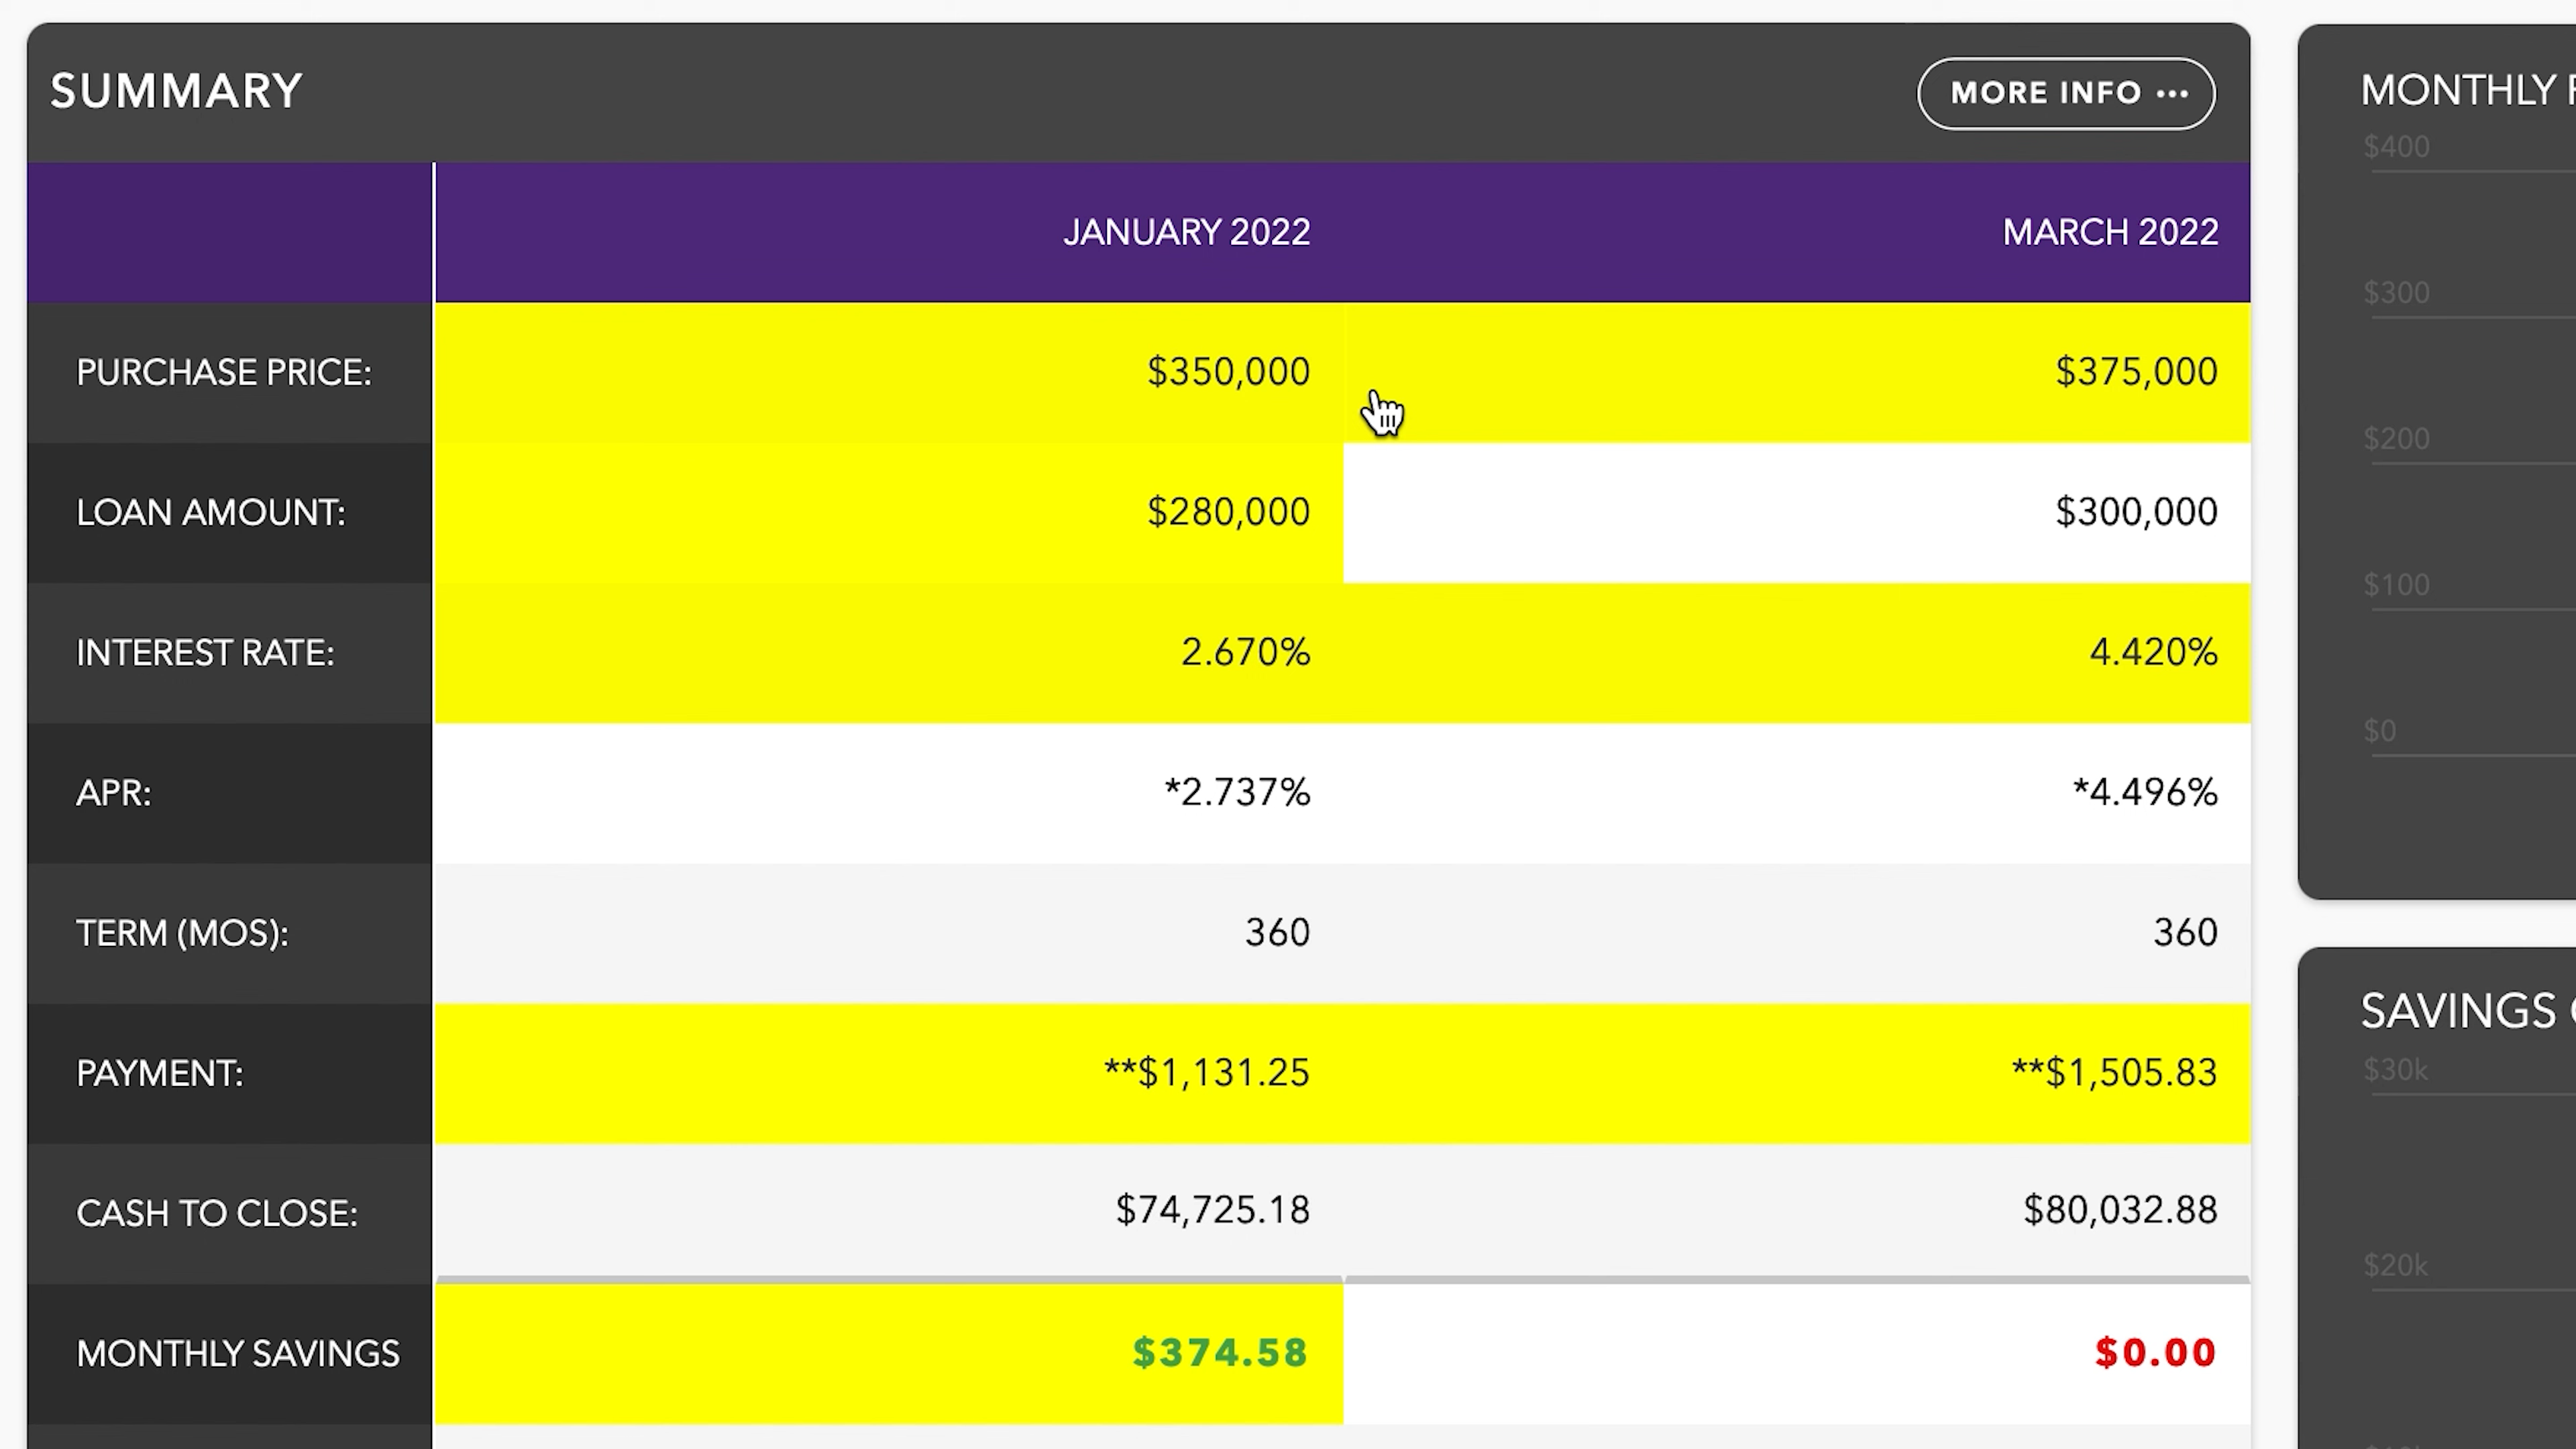 SUMMARY
MORE INFO •••
JANUARY 2022 MARCH 2022
PURCHASE PRICE: $350,000 $375,000
LOAN AMOUNT: $280,000 $300,000
INTEREST RATE: 2.670% 4.420%
APR: *2.737% *4.496%
TERM (MOS): 360 360
PAYMENT: **$1,131.25 **$1,505.83
CASH TO CLOSE: $74,725.18 $80,032.88
MONTHLY SAVINGS $374.58 $0.00
MONTHLY
$400
$300
$200
$100
$0
SAVINGS
$30k
$20k